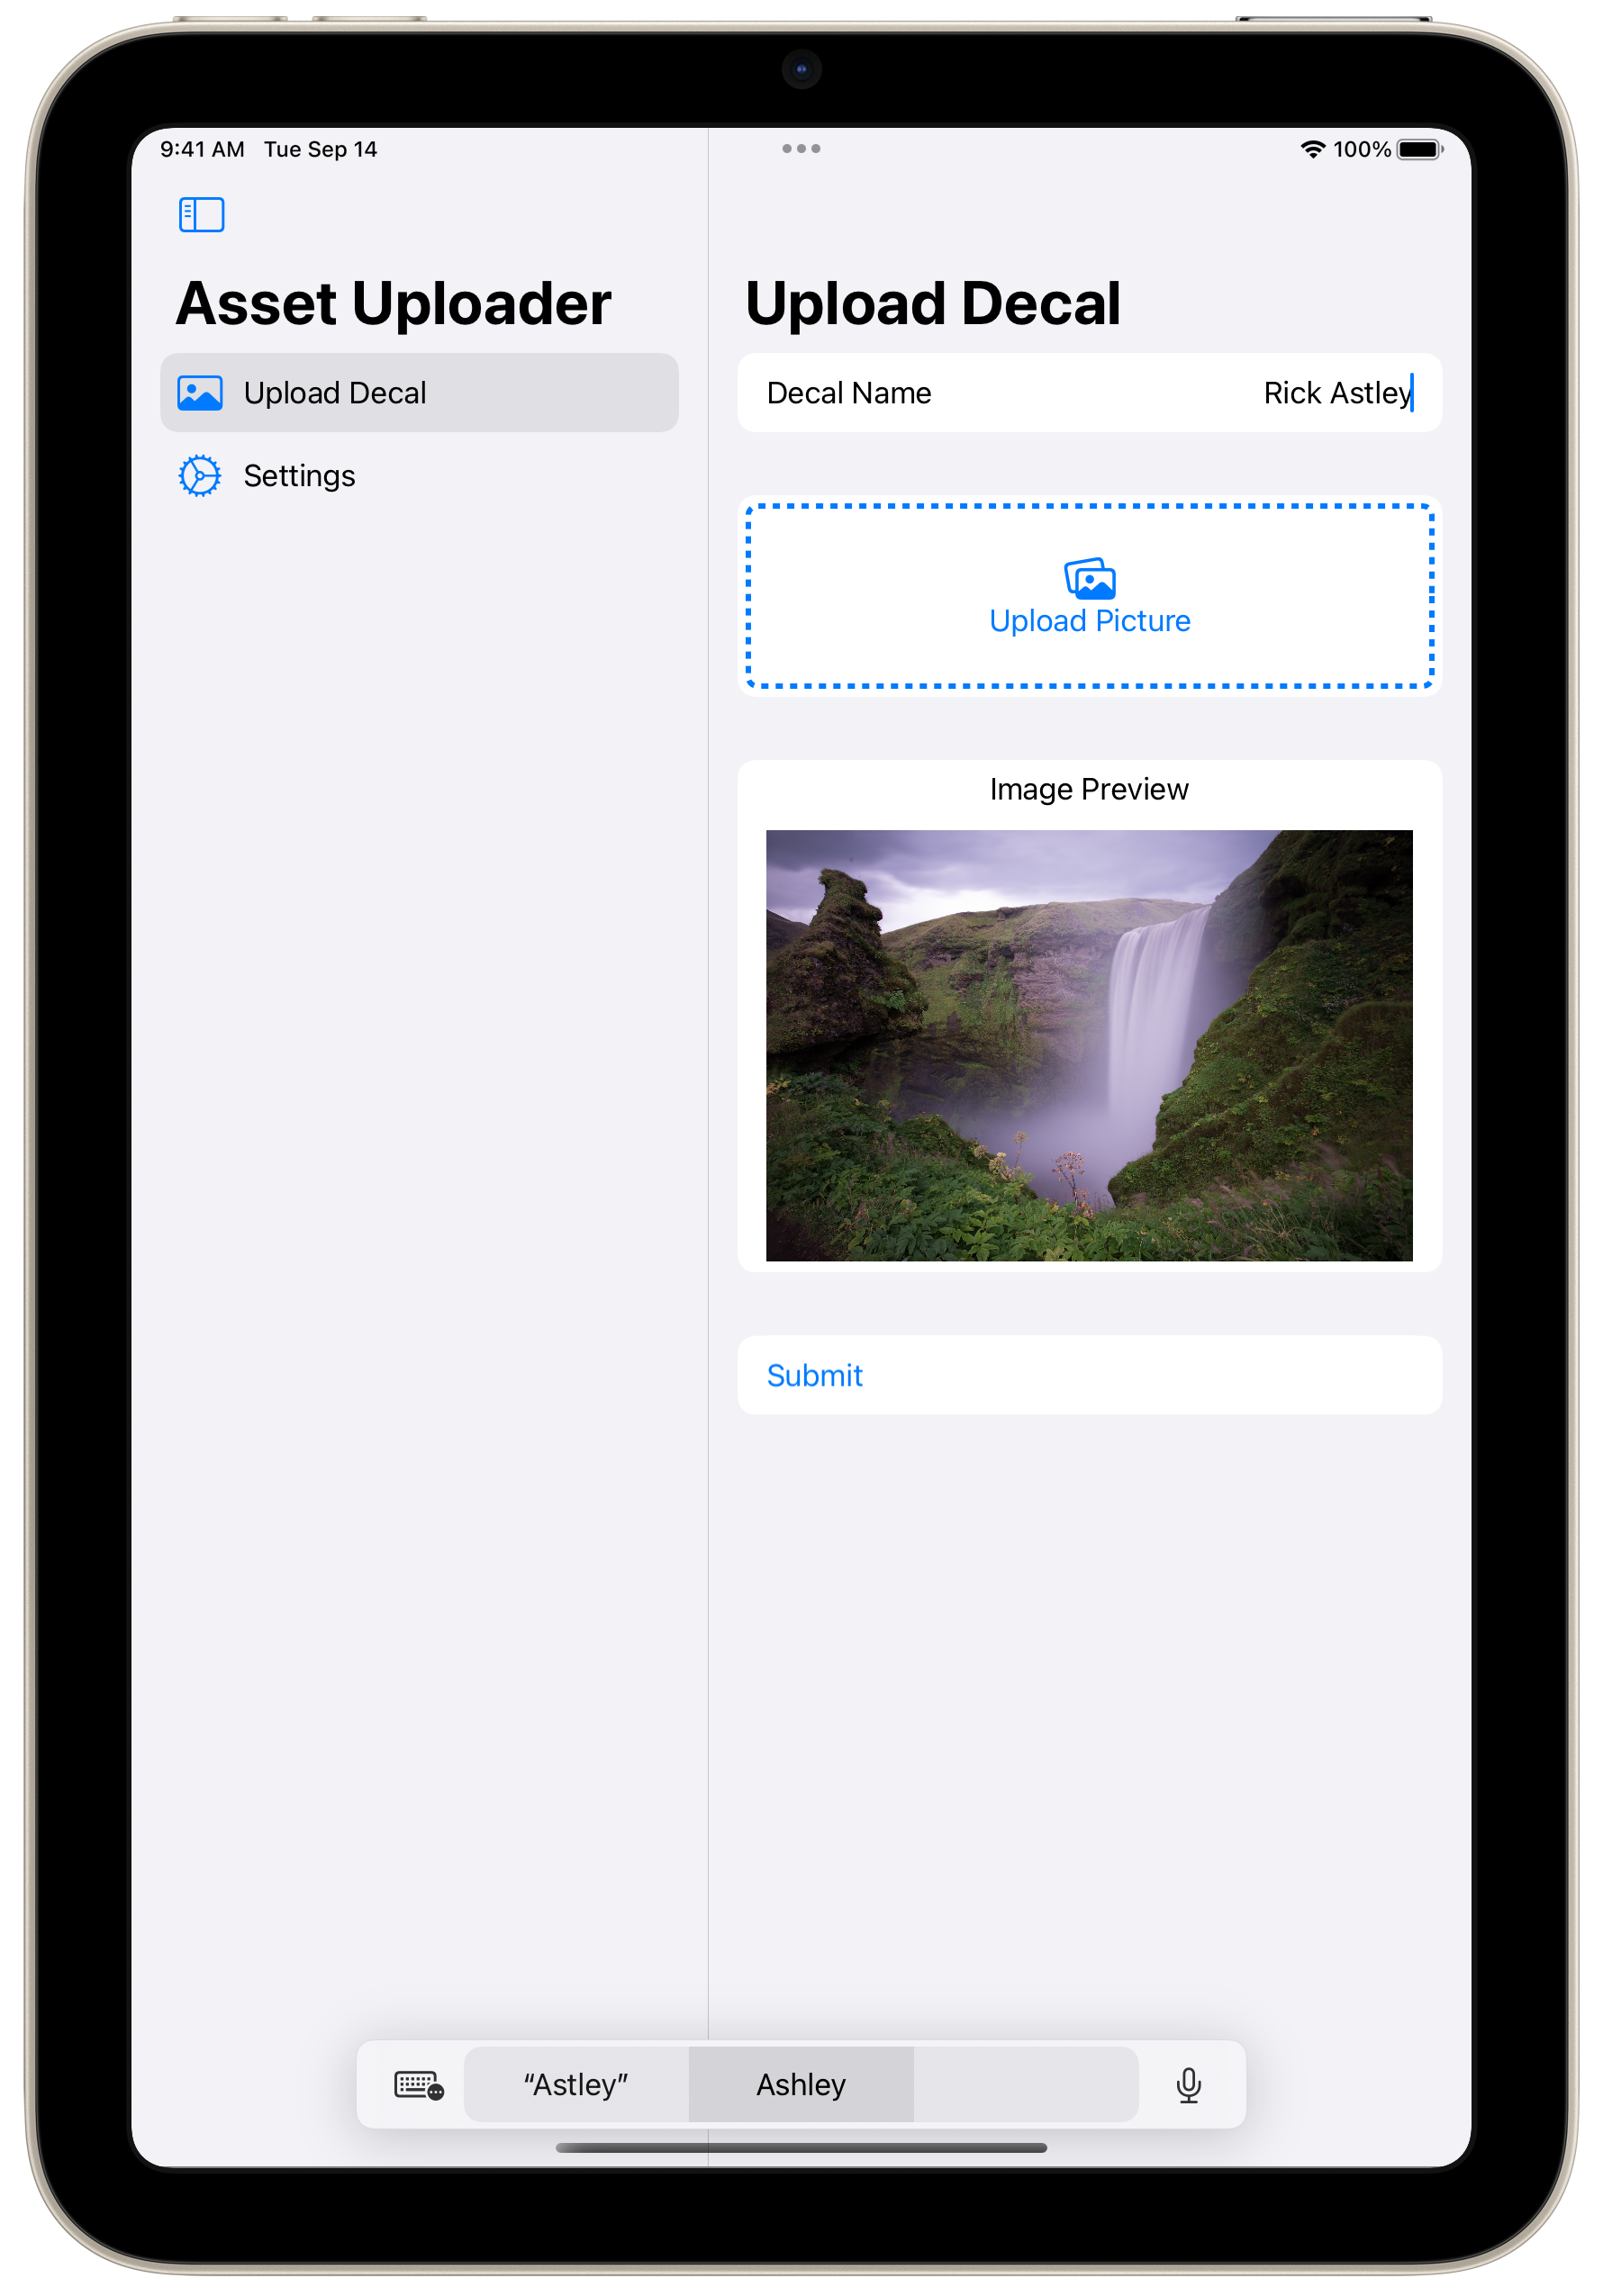 9:41 AM Tue Sep 14
100%
Asset Uploader
Upload Decal
Settings
Upload Decal
Decal Name Rick Astley
Upload Picture
Image Preview
Submit
“Astley” Ashley